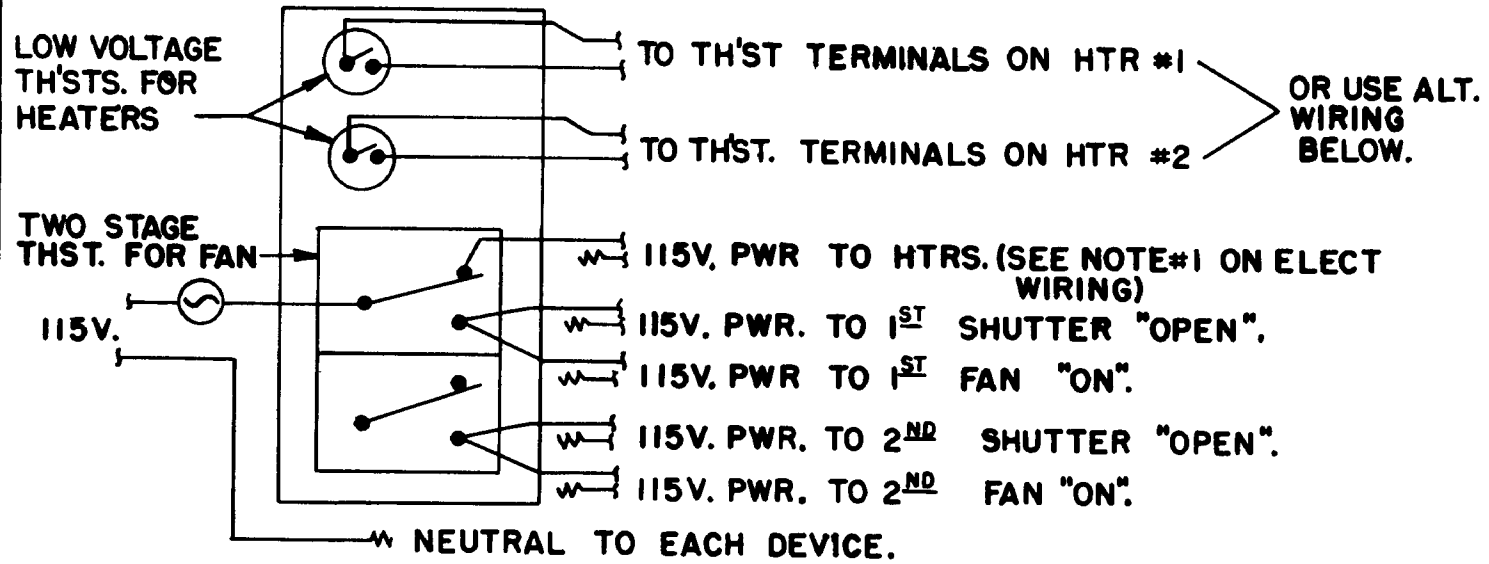 LOW VOLTAGE
TH'STS. FOR
HEATERS
TO TH'ST TERMINALS ON HTR #1
TO TH'ST. TERMINALS ON HTR #2
OR USE ALT.
WIRING
BELOW.
TWO STAGE
THST. FOR FAN
115V.
115V. PWR TO HTRS. (SEE NOTE #1 ON ELECT
WIRING)
115V. PWR. TO 1ST SHUTTER "OPEN".
115V. PWR TO 1ST FAN "ON".
115V. PWR. TO 2ND SHUTTER "OPEN".
115V. PWR. TO 2ND FAN "ON".
NEUTRAL TO EACH DEVICE.